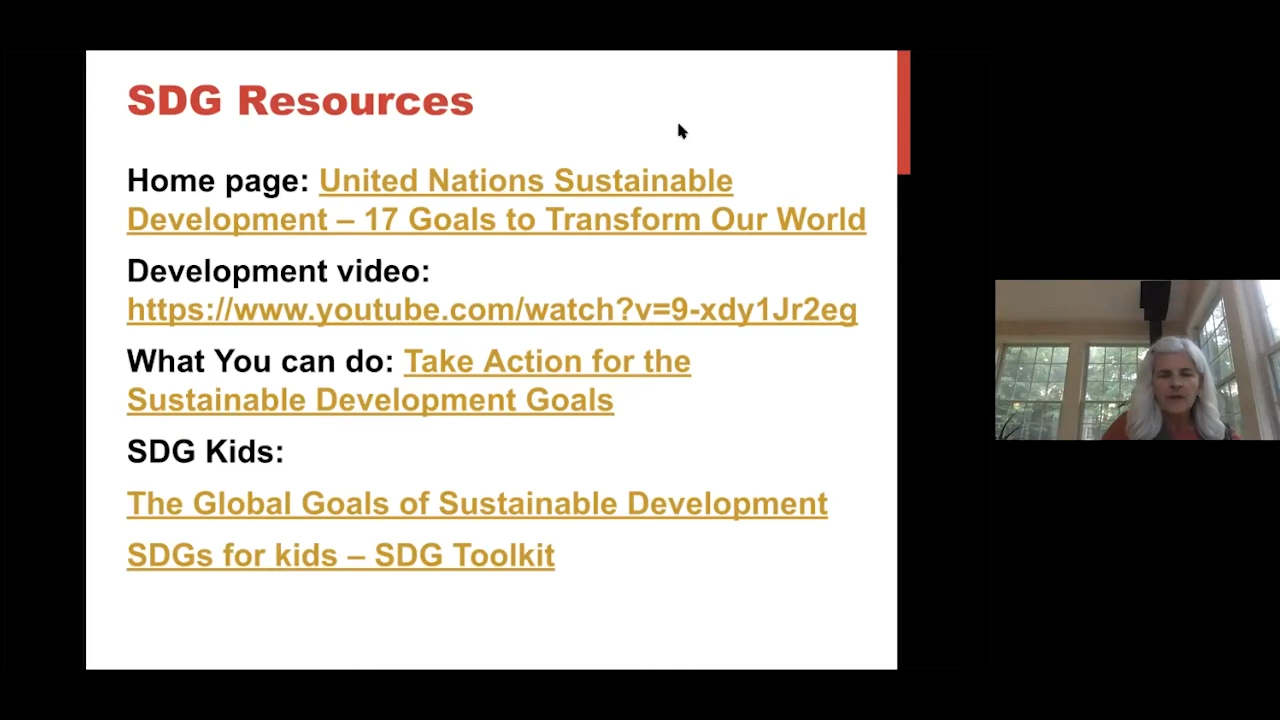 SDG Resources
Home page: United Nations Sustainable
Development – 17 Goals to Transform Our World
Development video:
https://www.youtube.com/watch?v=9-xdy1Jr2eg
What You can do: Take Action for the
Sustainable Development Goals
SDG Kids:
The Global Goals of Sustainable Development
SDGs for kids – SDG Toolkit